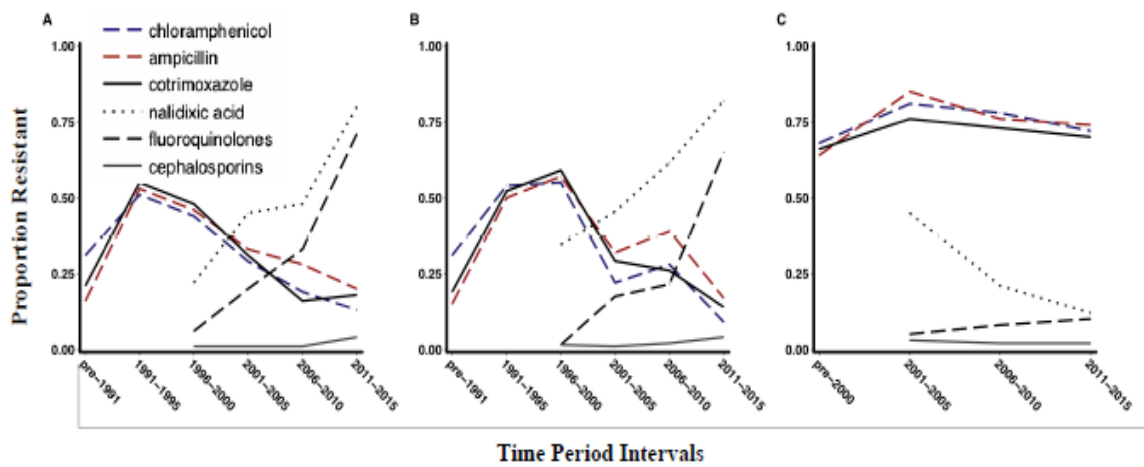 A
chloramphenicol
ampicillin
cotrimoxazole
nalidixic acid
fluoroquinolones
cephalosporins
1.00
0.75
0.50
0.25
0.00
pre-1991
1991-1995
1996-2000
2001-2005
2006-2010
2011-2015
B
1.00
0.75
0.50
0.25
0.00
pre-1991
1991-1995
1996-2000
2001-2005
2006-2010
2011-2015
C
1.00
0.75
0.50
0.25
0.00
pre-2000
2001-2005
2006-2010
2011-2015
Proportion Resistant
Time Period Intervals